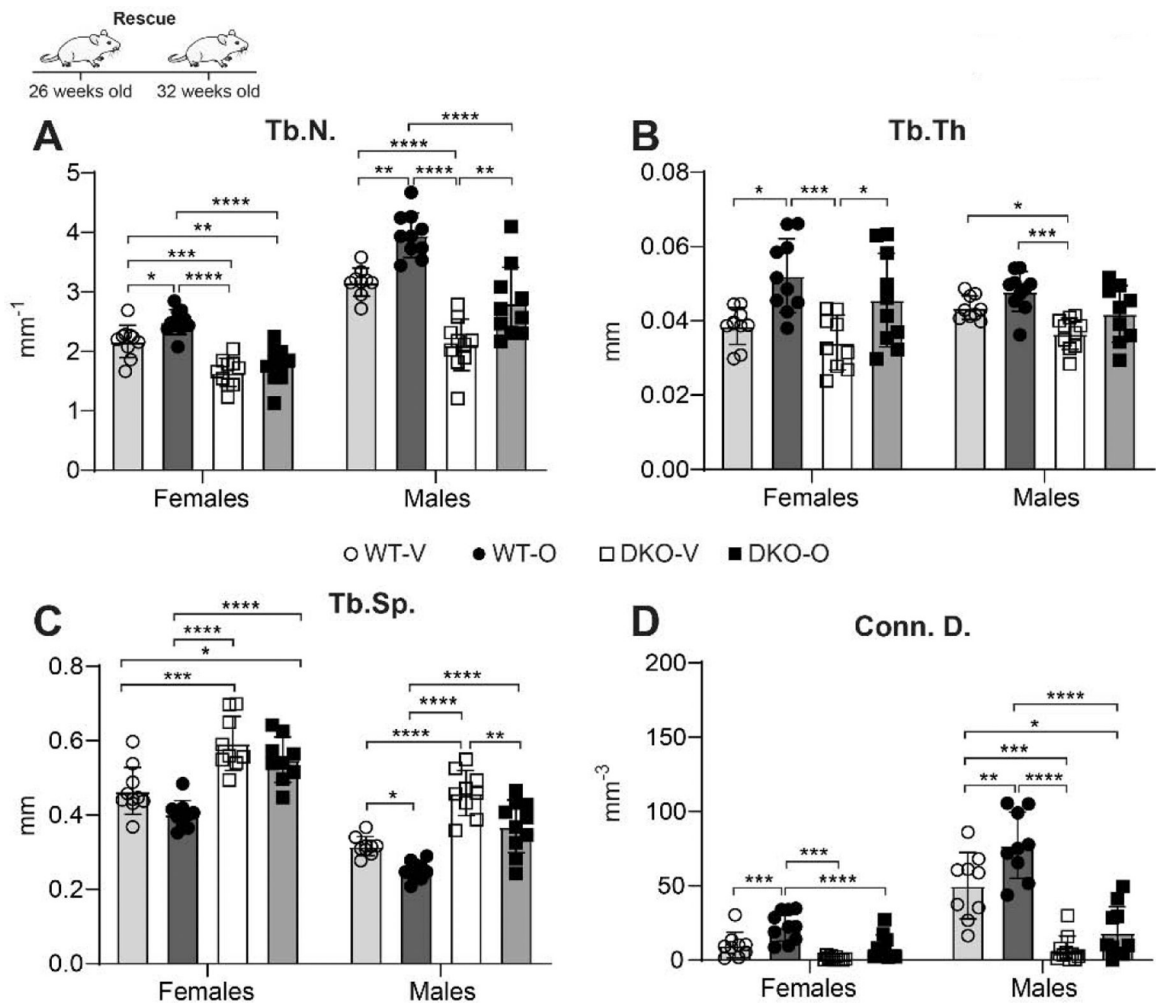 Rescue
26 weeks old 32 weeks old
A Tb.N.
****
****
** **** **
****
**
***
* ****
5
4
3
2
1
0
mm-1
Females Males
B Tb.Th
* *** *
*
***
0.08
0.06
0.04
0.02
0.00
mm
Females Males
WT-V WT-O DKO-V DKO-O
C Tb.Sp.
****
****
*
***
****
****
**** **
*
0.8
0.6
0.4
0.2
0.0
mm
Females Males
D Conn. D.
****
*
***
** ****
***
*** ****
200
150
100
50
0
mm-3
Females Males